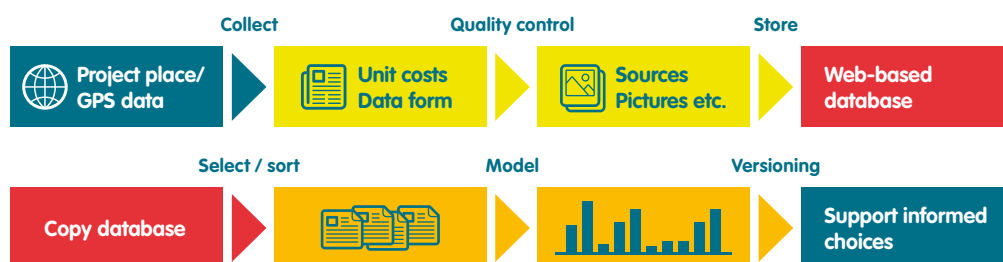 Collect
Quality control
Store
Project place/
GPS data
Unit costs
Data form
Sources
Pictures etc.
Web-based
database
Select / sort
Model
Versioning
Copy database
Support informed
choices